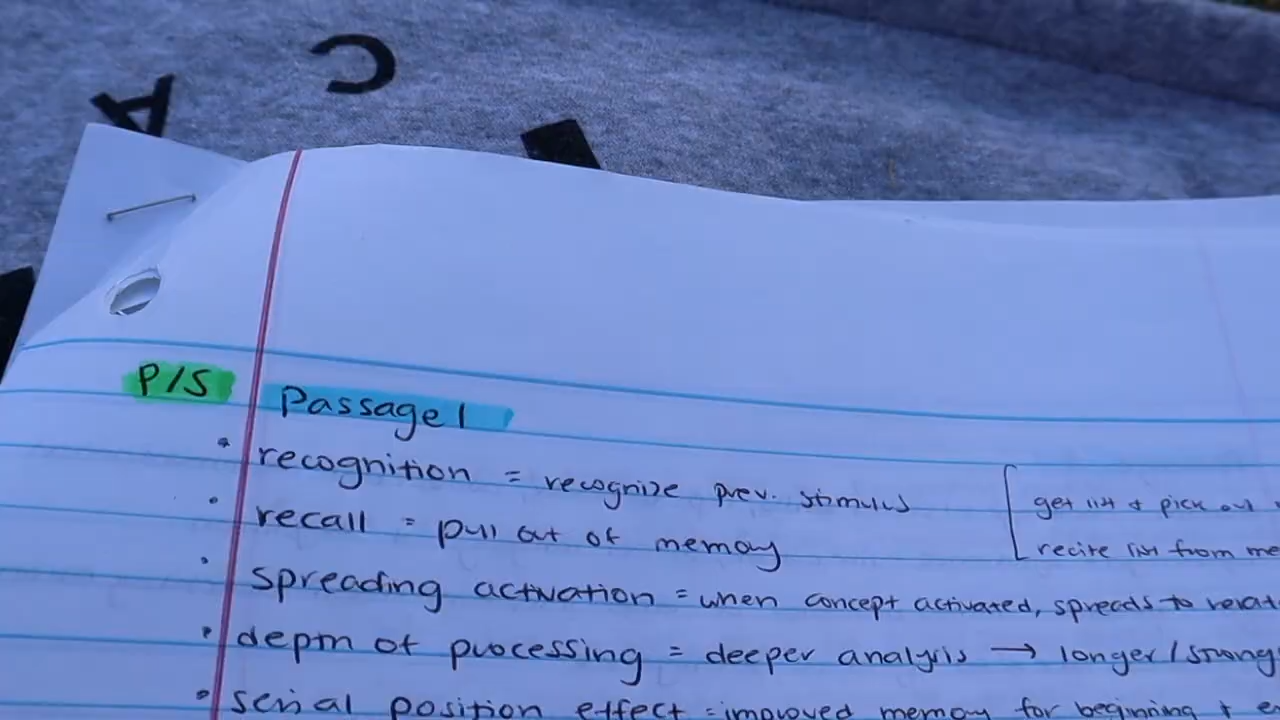 C
A
P/S Passage 1
• recognition = recognize prev. stimulus [ get list & pick out
• recall = pull out of memory [ recite list from me
• spreading activation = when concept activated, spreads to relat
• depth of processing = deeper analysis → longer/strong
• serial position effect = improved memory for beginning + e